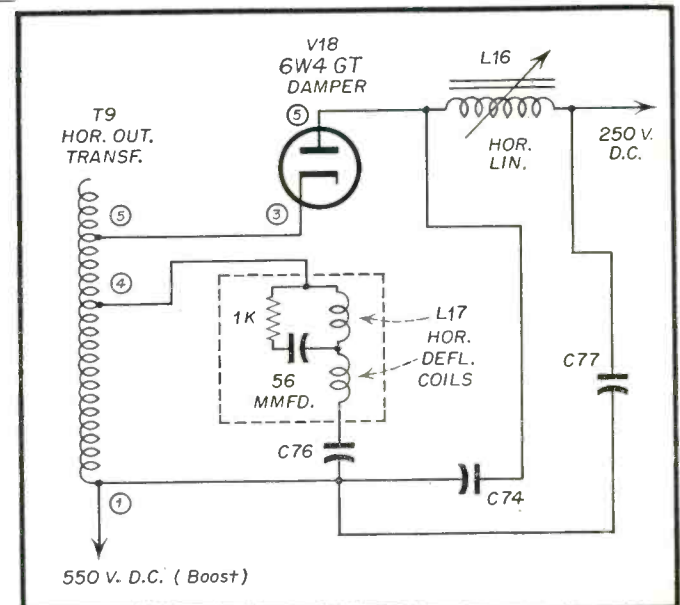 V18
6W4 GT
DAMPER
⑤
L16
HOR.
LIN.
250 V.
D.C.
T9
HOR. OUT.
TRANSF.
⑤
③
④
1K
56
MMFD.
L17
HOR.
DEFL.
COILS
C77
C76
C74
①
550 V. D.C. (Boost)